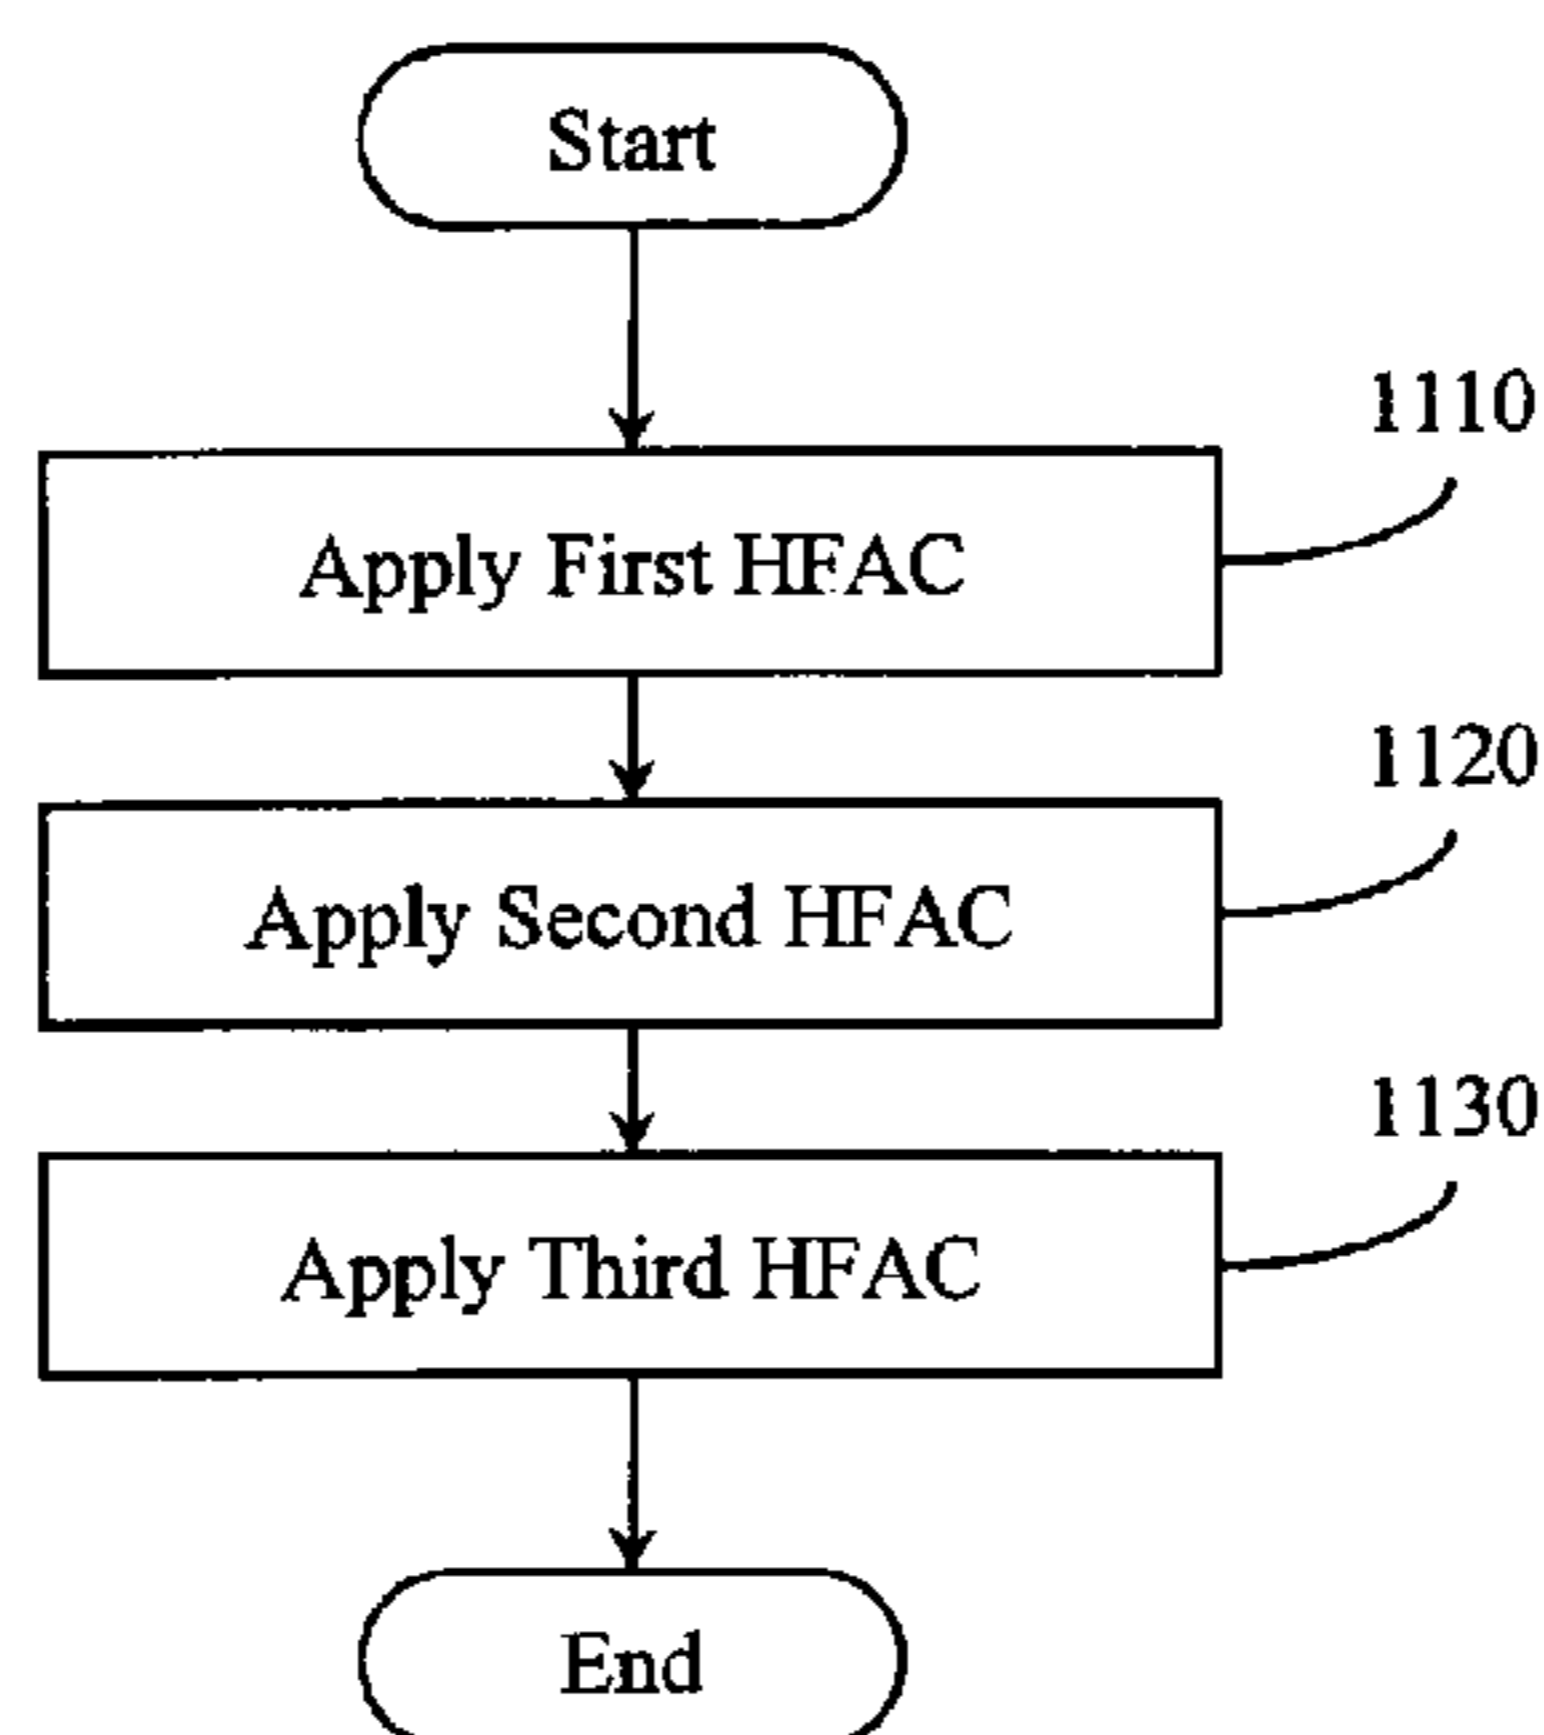 Start
1110
Apply First HFAC
1120
Apply Second HFAC
1130
Apply Third HFAC
End